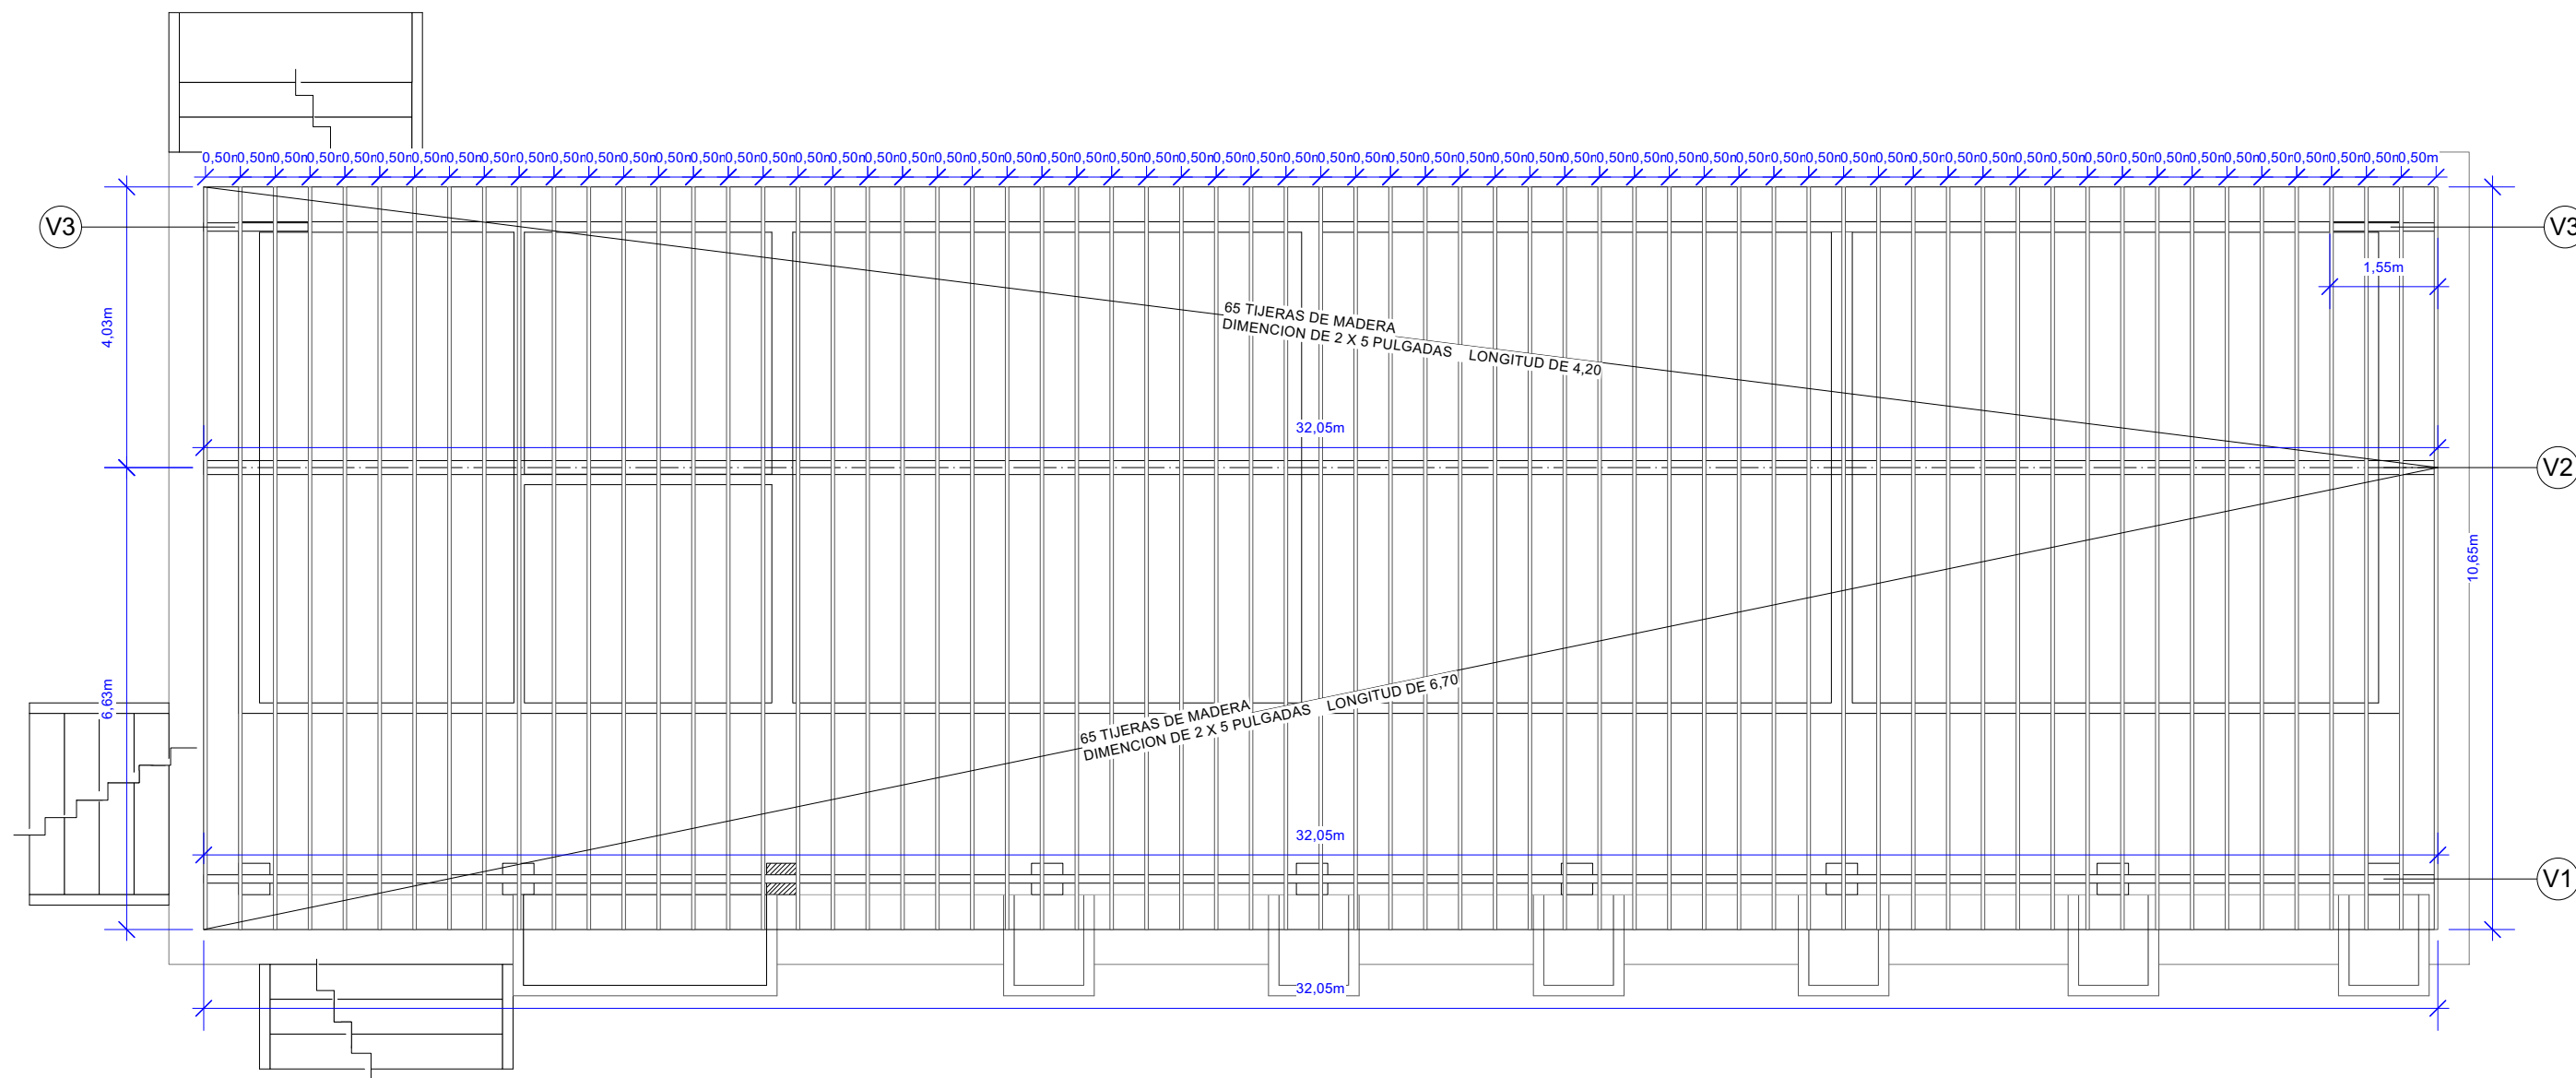 0,50m 0,50m 0,50m 0,50m 0,50m 0,50m 0,50m 0,50m 0,50m 0,50m 0,50m 0,50m 0,50m 0,50m 0,50m 0,50m 0,50m 0,50m 0,50m 0,50m 0,50m 0,50m 0,50m 0,50m 0,50m 0,50m 0,50m 0,50m 0,50m 0,50m 0,50m 0,50m 0,50m 0,50m 0,50m 0,50m 0,50m 0,50m 0,50m 0,50m 0,50m 0,50m 0,50m 0,50m 0,50m 0,50m 0,50m 0,50m 0,50m 0,50m 0,50m 0,50m 0,50m 0,50m 0,50m 0,50m 0,50m 0,50m 0,50m 0,50m 0,50m 0,50m 0,50m 0,50m
V3
V3
1,55m
4,03m
65 TIJERAS DE MADERA
DIMENCION DE 2 X 5 PULGADAS LONGITUD DE 4,20
32,05m
V2
10,65m
6,63m
65 TIJERAS DE MADERA
DIMENCION DE 2 X 5 PULGADAS LONGITUD DE 6,70
32,05m
V1
32,05m